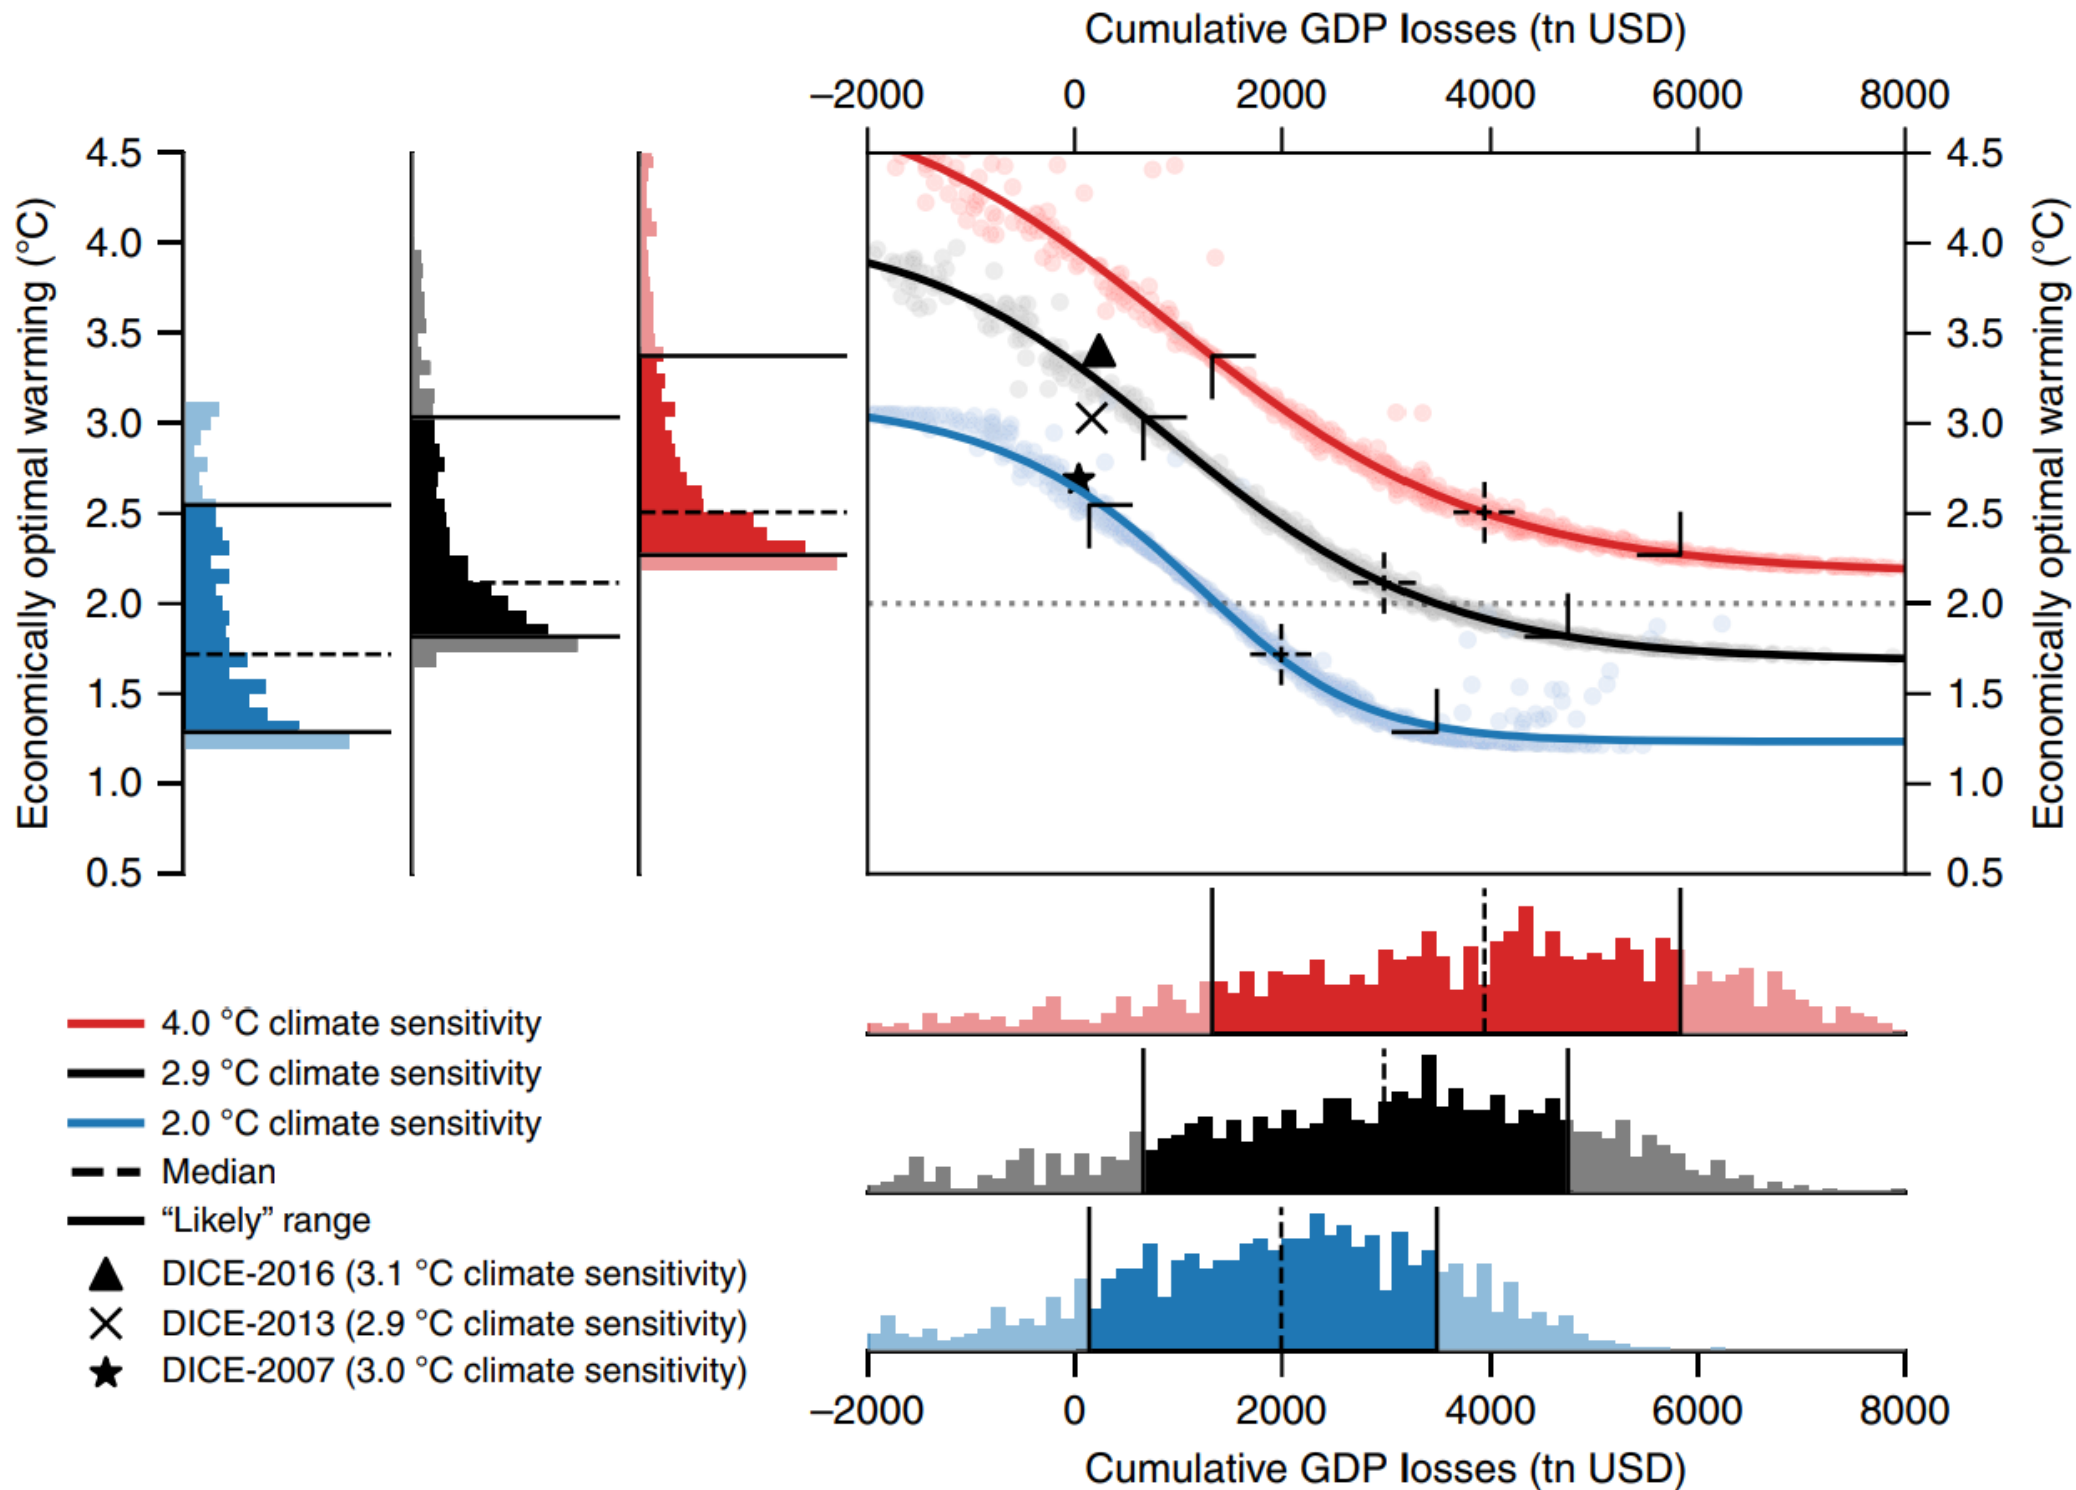 Cumulative GDP losses (tn USD)
–2000 0 2000 4000 6000 8000
Economically optimal warming (°C)
4.5
4.0
3.5
3.0
2.5
2.0
1.5
1.0
0.5
4.5
4.0
3.5
3.0
2.5
2.0
1.5
1.0
0.5
Economically optimal warming (°C)
4.0 °C climate sensitivity
2.9 °C climate sensitivity
2.0 °C climate sensitivity
Median
“Likely” range
DICE-2016 (3.1 °C climate sensitivity)
DICE-2013 (2.9 °C climate sensitivity)
DICE-2007 (3.0 °C climate sensitivity)
–2000 0 2000 4000 6000 8000
Cumulative GDP losses (tn USD)